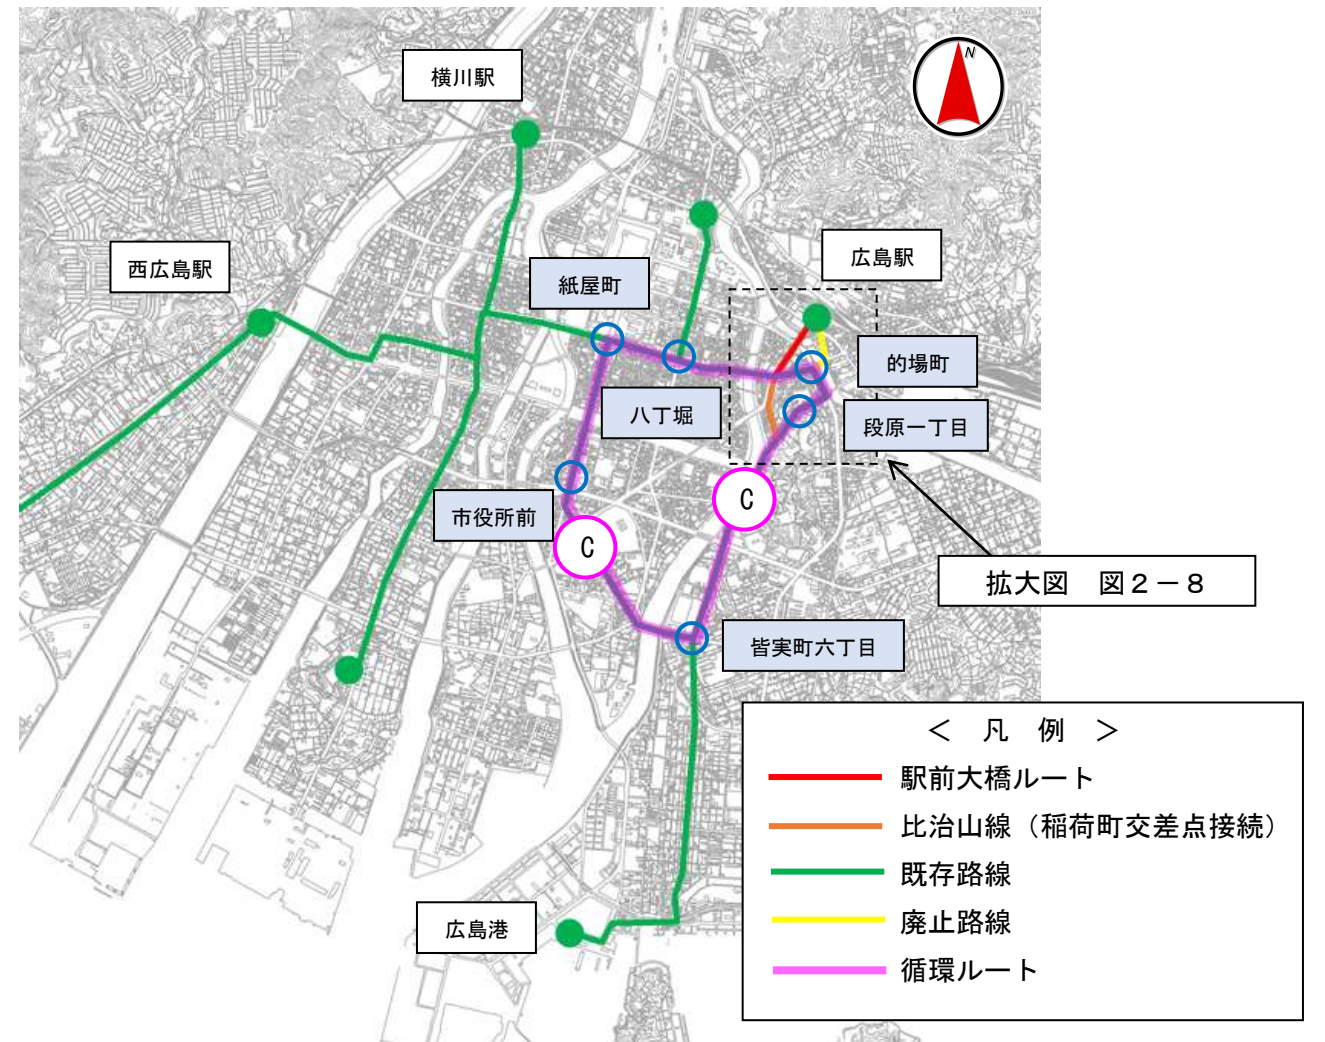 横川駅
N
西広島駅
紙屋町
広島駅
的場町
八丁堀
段原一丁目
市役所前
C
C
拡大図 図2-8
皆実町六丁目
< 凡 例 >
駅前大橋ルート
比治山線（稲荷町交差点接続）
既存路線
廃止路線
循環ルート
広島港